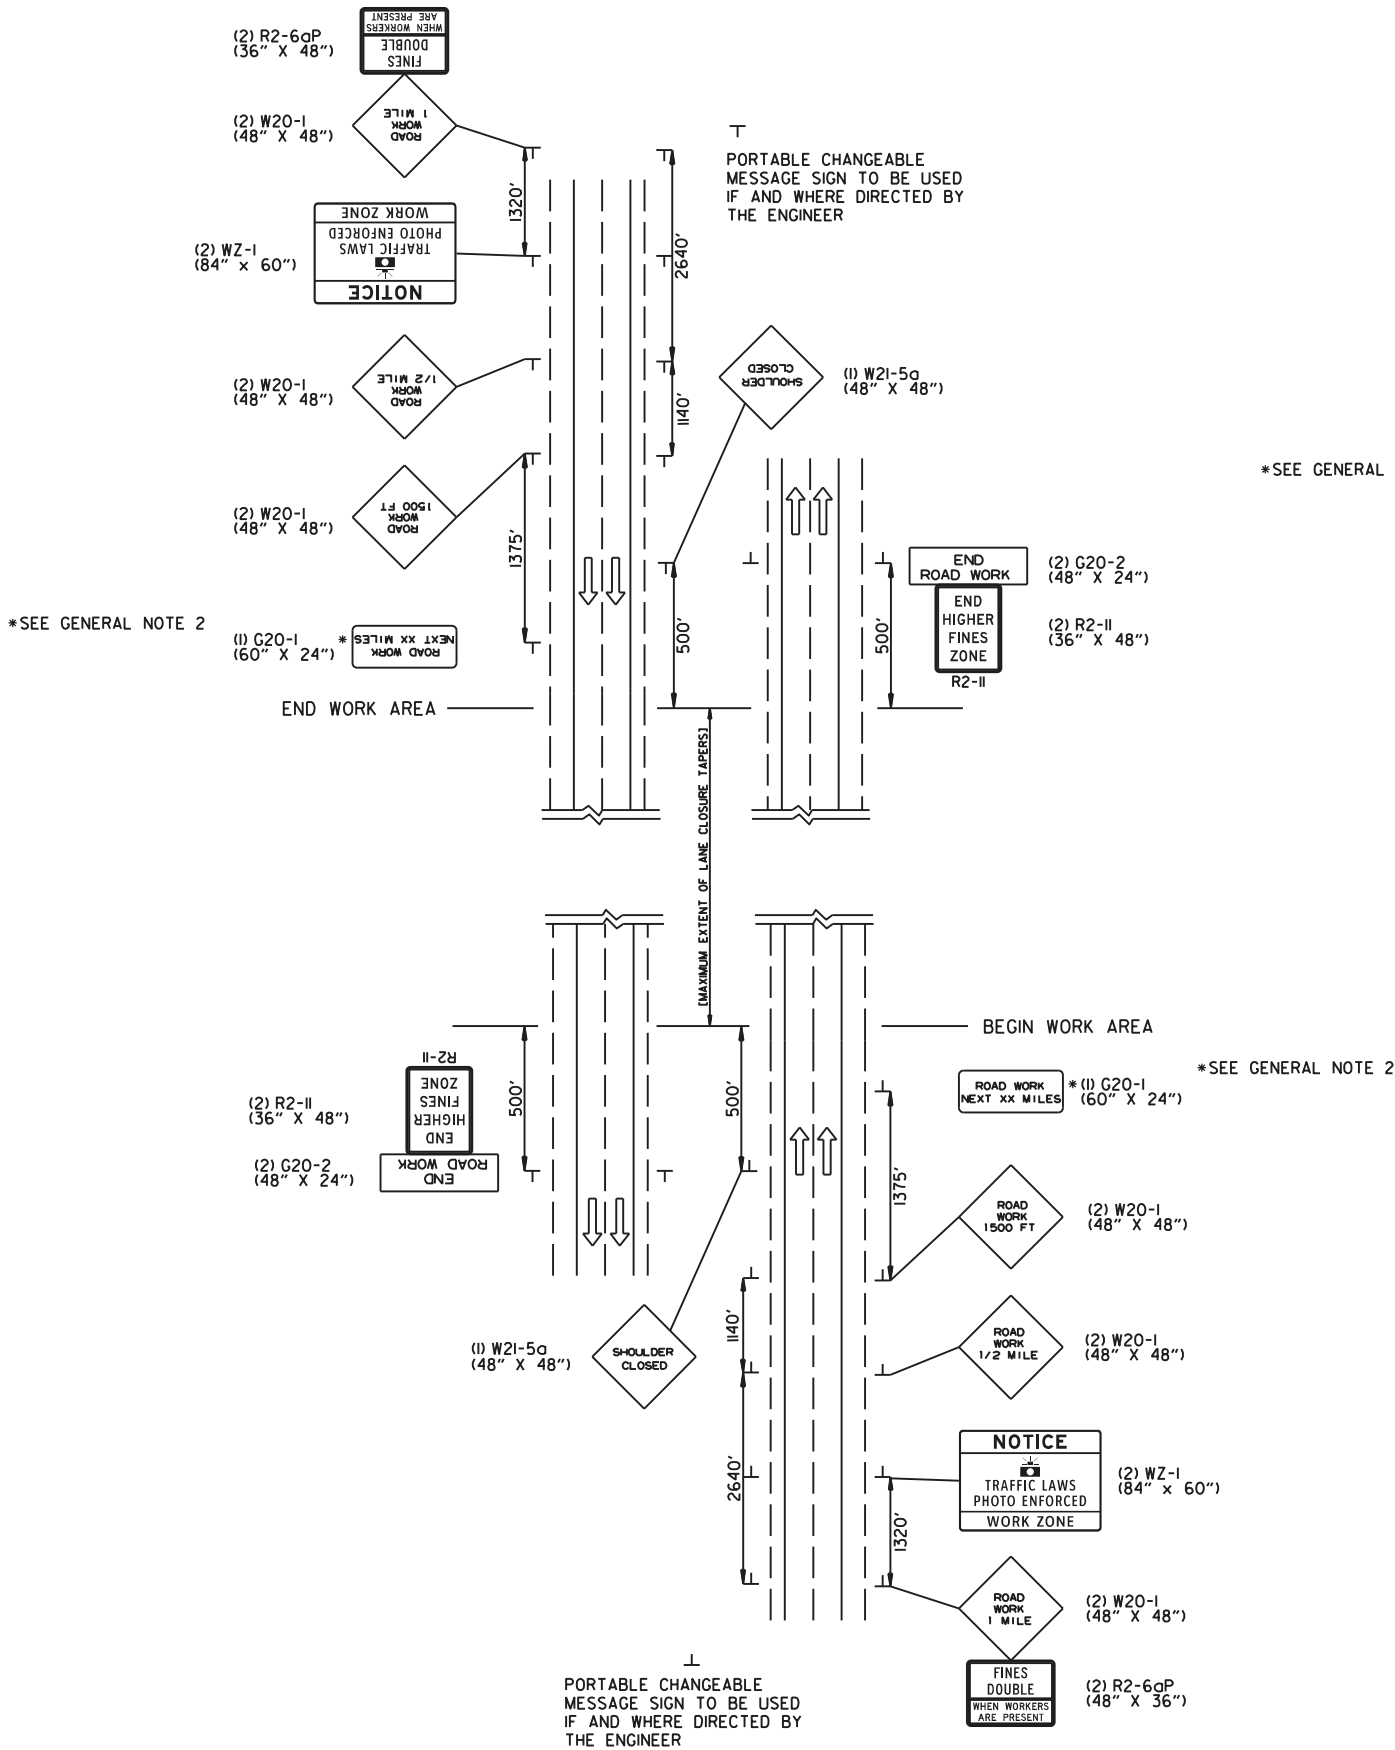 (2) R2-6aP
(36" X 48")
FINES
DOUBLE
WHEN WORKERS
ARE PRESENT
(2) W20-1
(48" X 48")
ROAD
WORK
1 MILE
PORTABLE CHANGEABLE
MESSAGE SIGN TO BE USED
IF AND WHERE DIRECTED BY
THE ENGINEER
1320'
2640'
(2) WZ-1
(84" x 60")
NOTICE
TRAFFIC LAWS
PHOTO ENFORCED
WORK ZONE
(2) W20-1
(48" X 48")
ROAD
WORK
1/2 MILE
1140'
SHOULDER
CLOSED
(1) W21-5a
(48" X 48")
*SEE GENERAL
(2) W20-1
(48" X 48")
ROAD
WORK
1500 FT
1375'
END
ROAD WORK
(2) G20-2
(48" X 24")
*SEE GENERAL NOTE 2
(1) G20-1
(60" X 24")
*
ROAD WORK
NEXT XX MILES
500'
500'
END
HIGHER
FINES
ZONE
R2-11
(2) R2-11
(36" X 48")
END WORK AREA
[MAXIMUM EXTENT OF LANE CLOSURE TAPERS]
BEGIN WORK AREA
R2-11
END
HIGHER
FINES
ZONE
(2) R2-11
(36" X 48")
500'
500'
ROAD WORK
NEXT XX MILES
*(1) G20-1
(60" X 24")
*SEE GENERAL NOTE 2
(2) G20-2
(48" X 24")
END
ROAD WORK
1375'
ROAD
WORK
1500 FT
(2) W20-1
(48" X 48")
1140'
(1) W21-5a
(48" X 48")
SHOULDER
CLOSED
ROAD
WORK
1/2 MILE
(2) W20-1
(48" X 48")
2640'
NOTICE
TRAFFIC LAWS
PHOTO ENFORCED
WORK ZONE
(2) WZ-1
(84" x 60")
1320'
ROAD
WORK
1 MILE
(2) W20-1
(48" X 48")
PORTABLE CHANGEABLE
MESSAGE SIGN TO BE USED
IF AND WHERE DIRECTED BY
THE ENGINEER
FINES
DOUBLE
WHEN WORKERS
ARE PRESENT
(2) R2-6aP
(48" X 36")